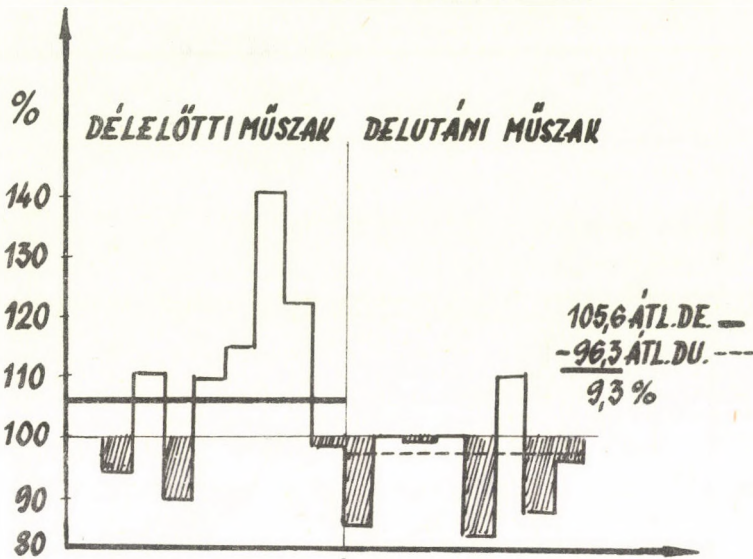 %
DÉLELŐTTI MŰSZAK
DELUTÁNI MŰSZAK
140
130
120
110
100
90
80
105,6 ÁTL.DE.
-96,3 ÁTL.DU.
9,3 %